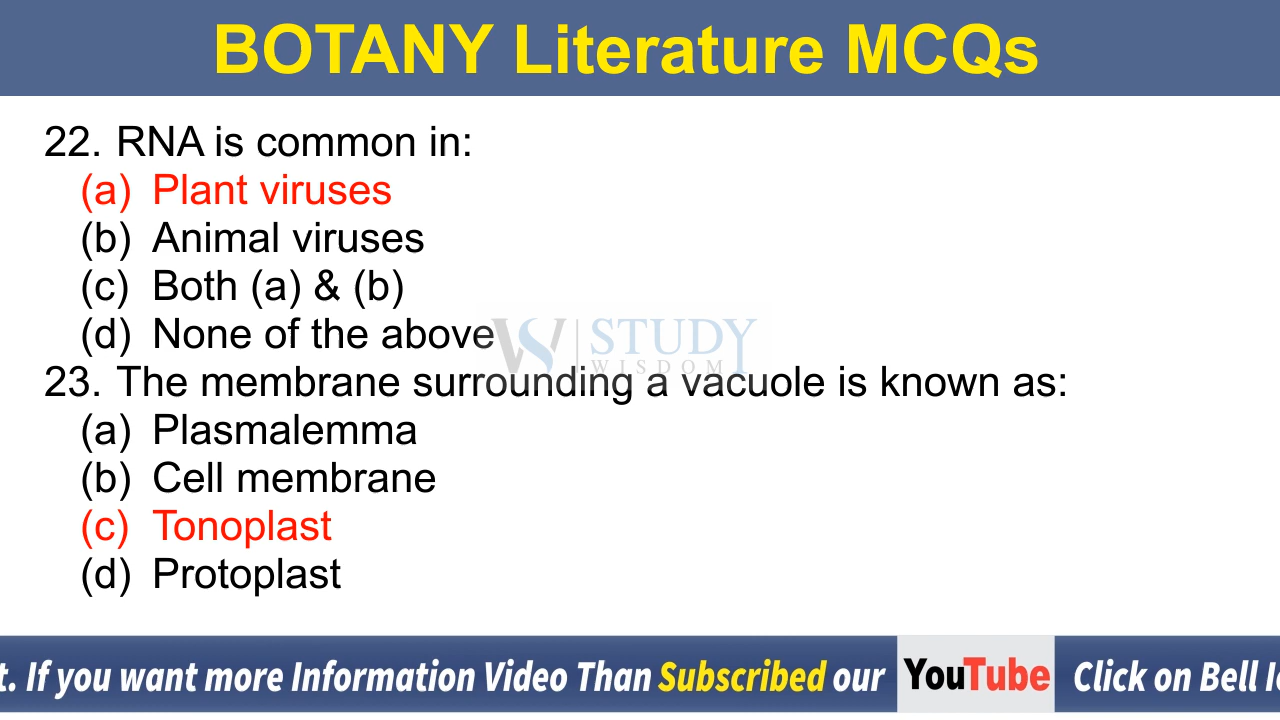 BOTANY Literature MCQs
22. RNA is common in:
(a) Plant viruses
(b) Animal viruses
(c) Both (a) & (b)
(d) None of the above
WS STUDY
WISDOM
23. The membrane surrounding a vacuole is known as:
(a) Plasmalemma
(b) Cell membrane
(c) Tonoplast
(d) Protoplast
t. If you want more Information Video Than Subscribed our YouTube Click on Bell